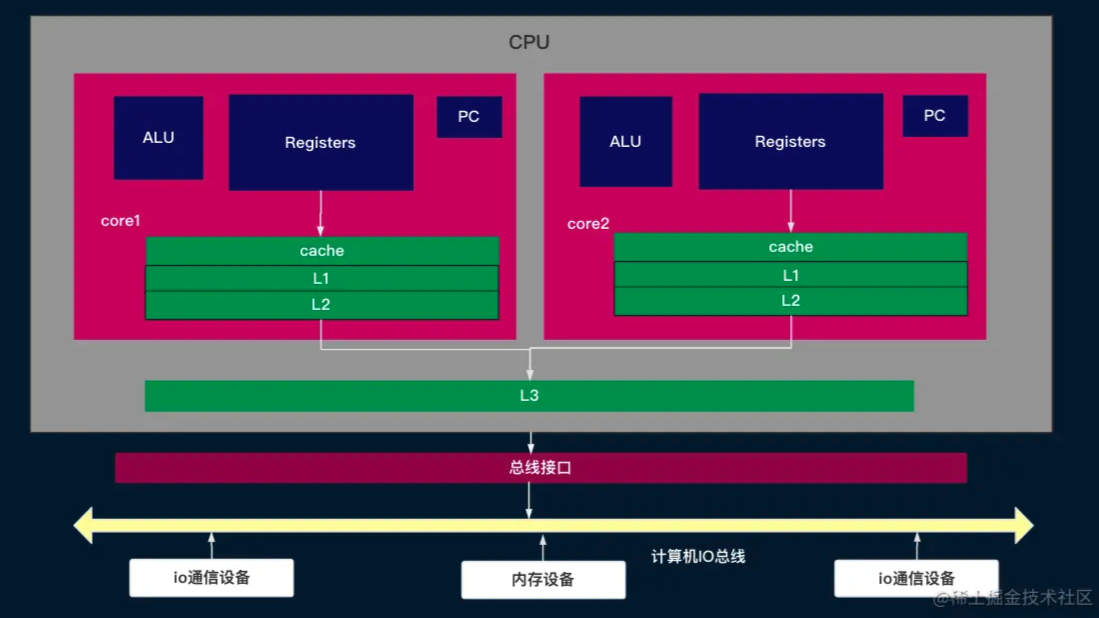 CPU
ALU
Registers
PC
core1
cache
L1
L2
ALU
Registers
PC
core2
cache
L1
L2
L3
总线接口
计算机IO总线
io通信设备
内存设备
io通信设备
@稀土掘金技术社区